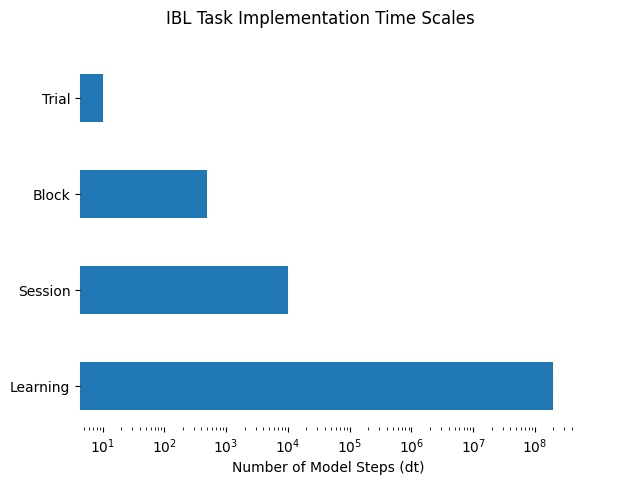 IBL Task Implementation Time Scales
Trial
Block
Session
Learning
10¹ 10² 10³ 10⁴ 10⁵ 10⁶ 10⁷ 10⁸
Number of Model Steps (dt)